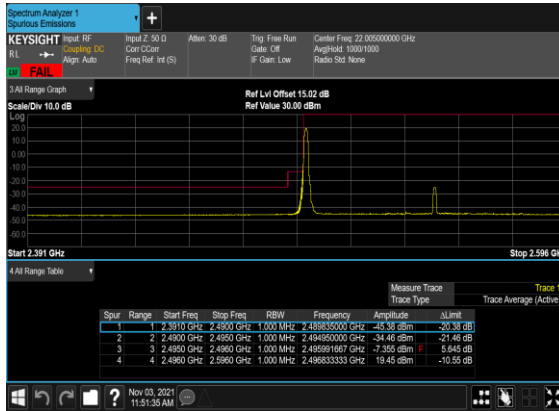 Spectrum Analyzer 1
Spurious Emissions
+
KEYSIGHT Input: RF Input Z: 50 Ω Atten: 30 dB Trig: Free Run Center Freq: 22.005000000 GHz
RL Coupling: DC Corr CCorr Gate: Off Avg|Hold: 1000/1000
Align: Auto Freq Ref: Int (S) IF Gain: Low Radio Std: None
LV FAIL
3 All Range Graph
Ref Lvl Offset 15.02 dB
Scale/Div 10.0 dB Ref Value 30.00 dBm
Log
20.0
10.0
0.00
-10.0
-20.0
-30.0
-40.0
-50.0
-60.0
Start 2.391 GHz Stop 2.596 GH
4 All Range Table
Measure Trace Trace 1
Trace Type Trace Average (Active
Spur Range Start Freq Stop Freq RBW Frequency Amplitude ΔLimit
1 1 2.3910 GHz 2.4900 GHz 1.000 MHz 2.489835000 GHz -45.38 dBm -20.38 dB
2 2 2.4900 GHz 2.4950 GHz 1.000 MHz 2.494950000 GHz -34.46 dBm -21.46 dB
3 3 2.4950 GHz 2.4960 GHz 1.000 MHz 2.495991667 GHz -7.355 dBm F 5.645 dB
4 4 2.4960 GHz 2.5960 GHz 1.000 MHz 2.496833333 GHz 19.45 dBm -10.55 dB
? Nov 03, 2021
11:51:35 AM